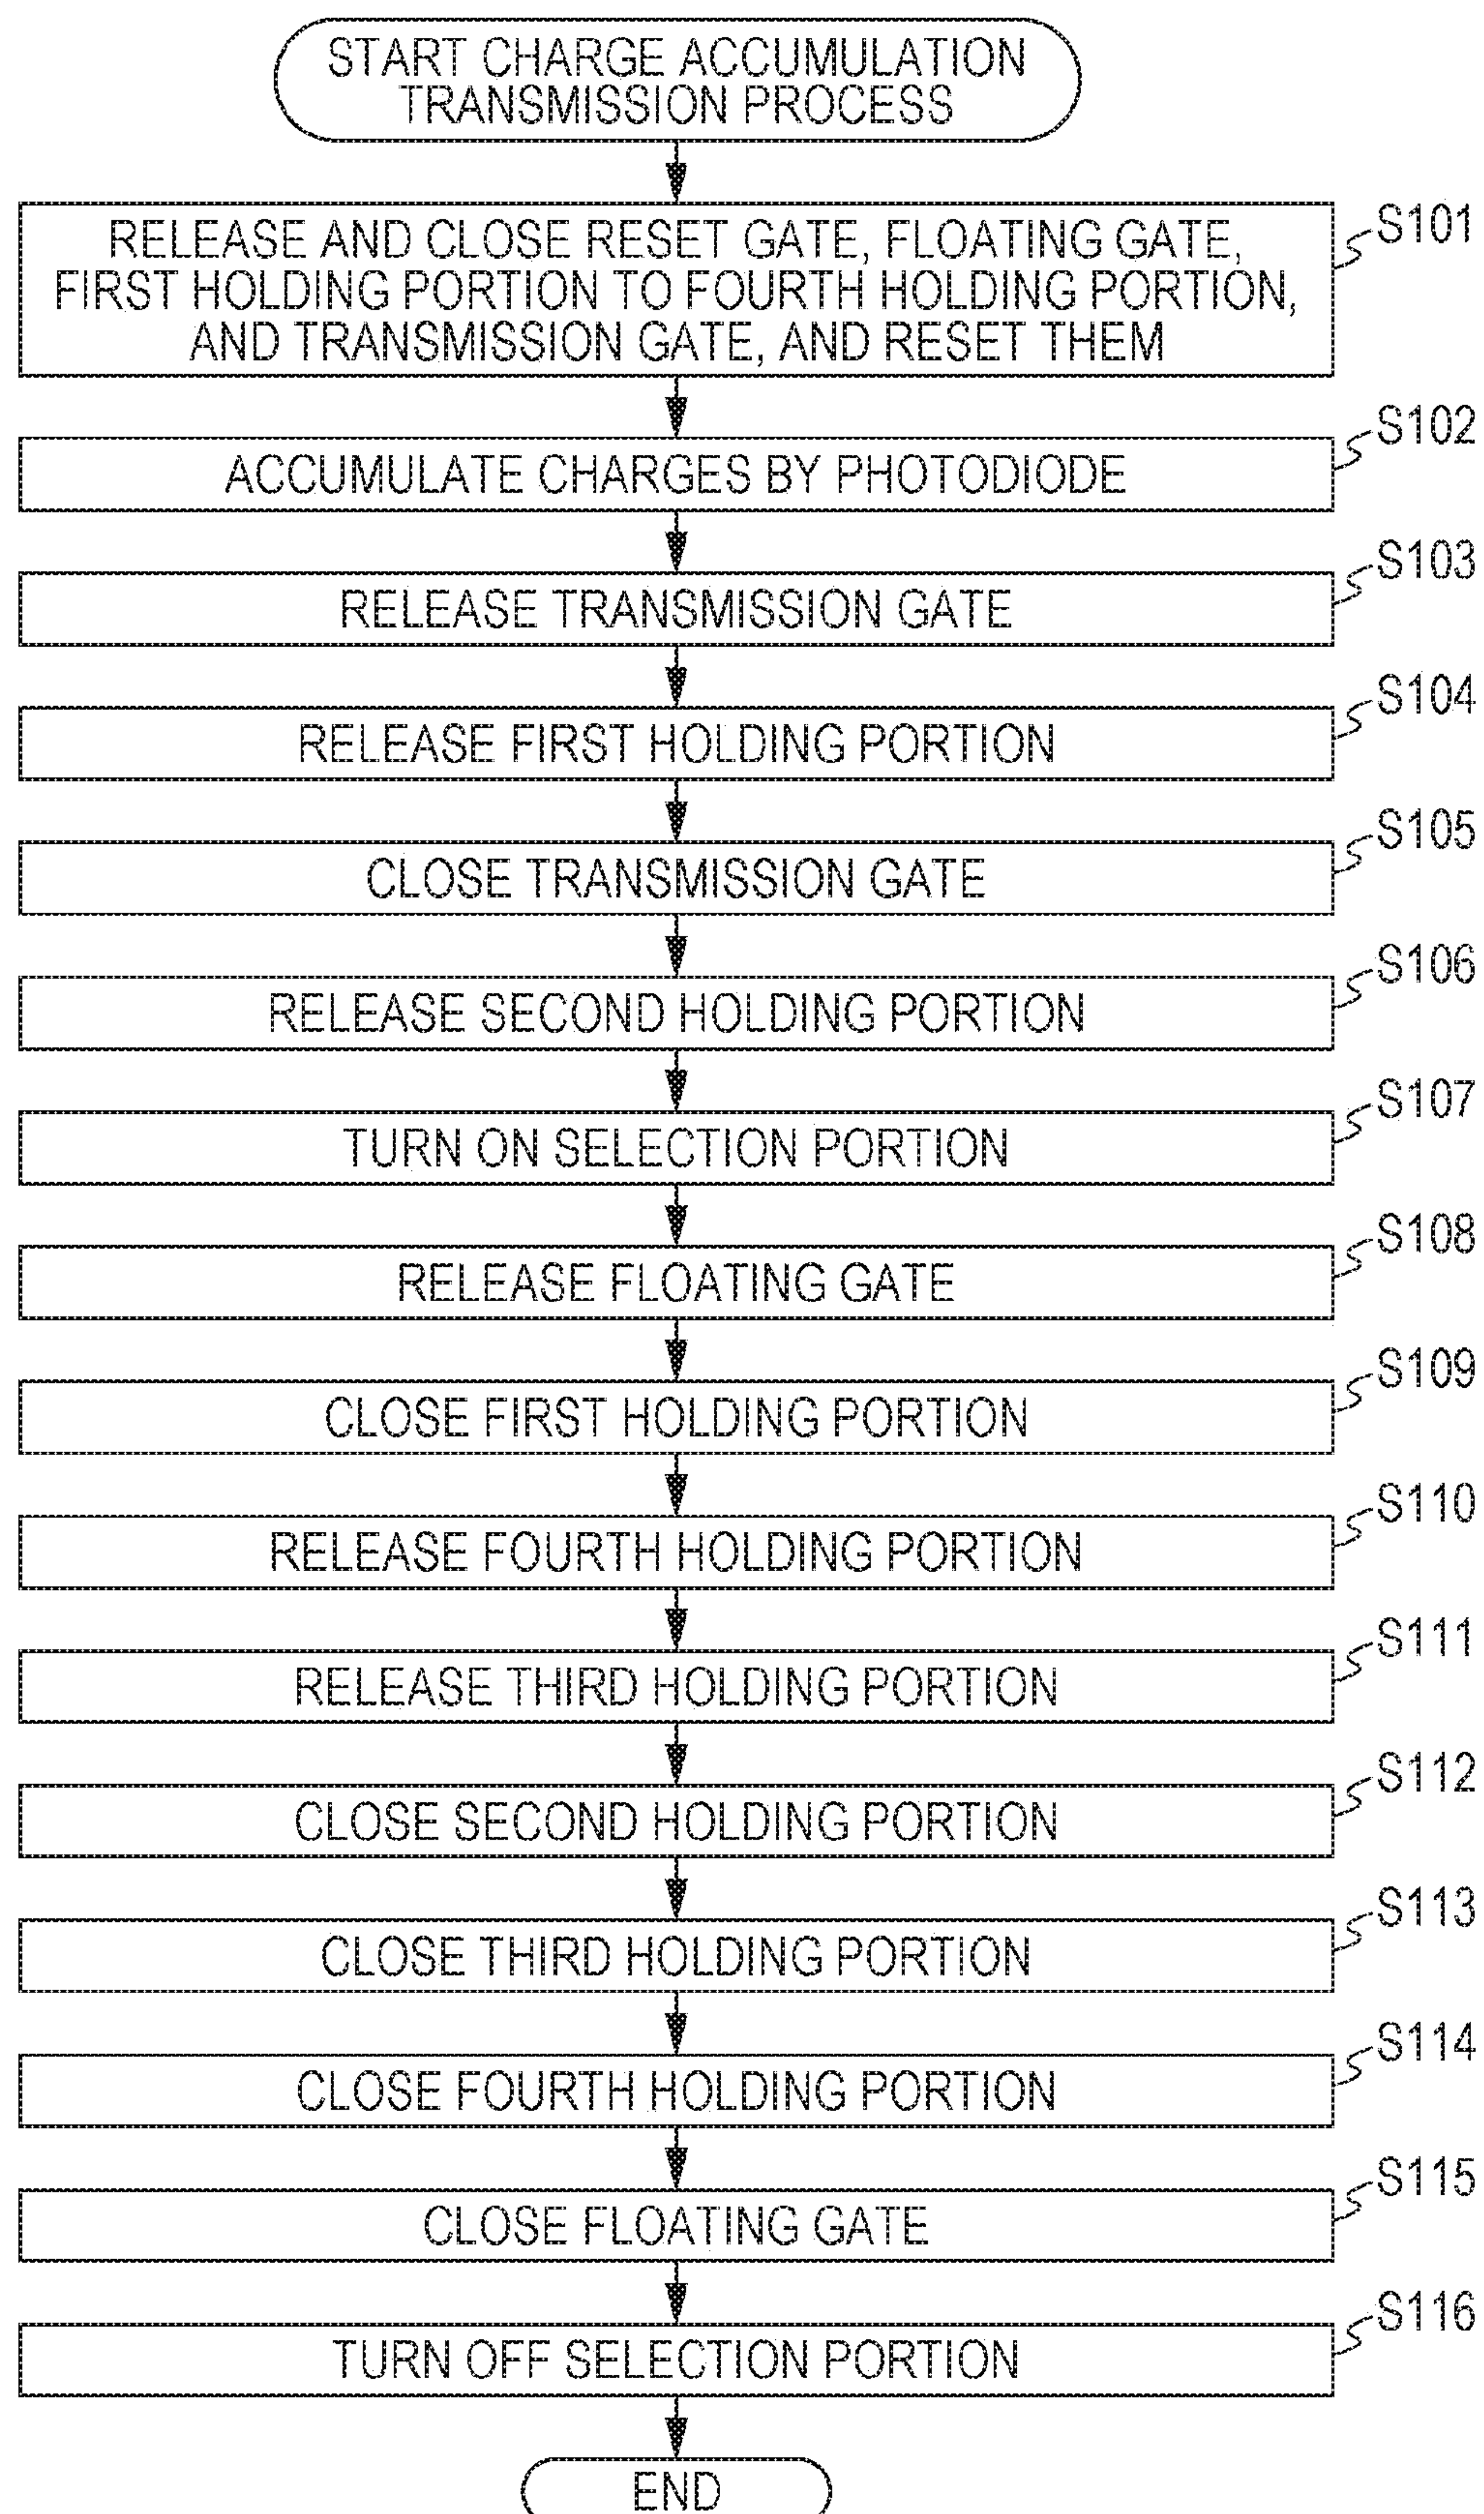 START CHARGE ACCUMULATION
TRANSMISSION PROCESS
S101
RELEASE AND CLOSE RESET GATE, FLOATING GATE,
FIRST HOLDING PORTION TO FOURTH HOLDING PORTION,
AND TRANSMISSION GATE, AND RESET THEM
S102
ACCUMULATE CHARGES BY PHOTODIODE
S103
RELEASE TRANSMISSION GATE
S104
RELEASE FIRST HOLDING PORTION
S105
CLOSE TRANSMISSION GATE
S106
RELEASE SECOND HOLDING PORTION
S107
TURN ON SELECTION PORTION
S108
RELEASE FLOATING GATE
S109
CLOSE FIRST HOLDING PORTION
S110
RELEASE FOURTH HOLDING PORTION
S111
RELEASE THIRD HOLDING PORTION
S112
CLOSE SECOND HOLDING PORTION
S113
CLOSE THIRD HOLDING PORTION
S114
CLOSE FOURTH HOLDING PORTION
S115
CLOSE FLOATING GATE
S116
TURN OFF SELECTION PORTION
END